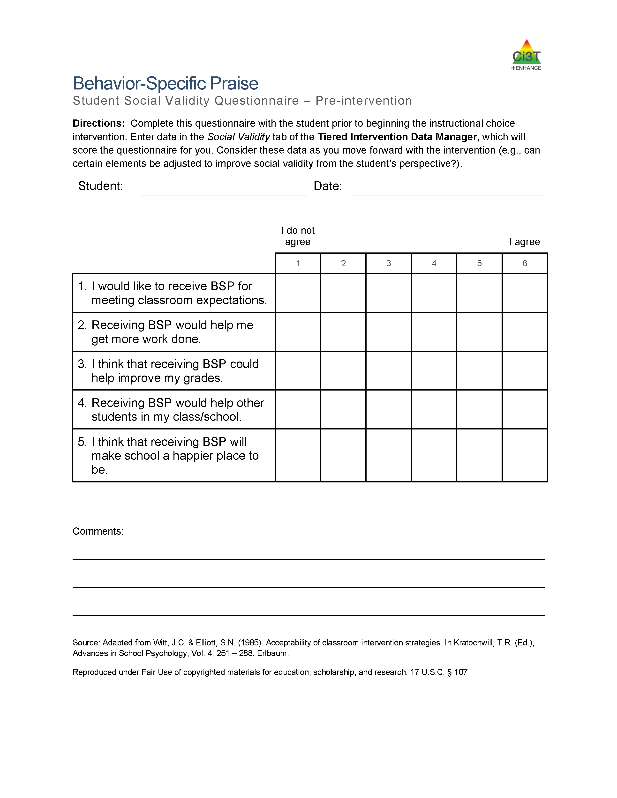 Ci3T
ENHANCE
Behavior-Specific Praise
Student Social Validity Questionnaire – Pre-intervention
Directions: Complete this questionnaire with the student prior to beginning the instructional choice
intervention. Enter data in the Social Validity tab of the Tiered Intervention Data Manager, which will
score the questionnaire for you. Consider these data as you move forward with the intervention (e.g., can
certain elements be adjusted to improve social validity from the student's perspective?).
Student: Date:
I do not
agree I agree
1 2 3 4 5 6
1. I would like to receive BSP for
meeting classroom expectations.
2. Receiving BSP would help me
get more work done.
3. I think that receiving BSP could
help improve my grades.
4. Receiving BSP would help other
students in my class/school.
5. I think that receiving BSP will
make school a happier place to
be.
Comments:
Source: Adapted from Witt, J.C. & Elliott, S.N. (1985). Acceptability of classroom intervention strategies. In Kratochwill, T.R. (Ed.),
Advances in School Psychology, Vol. 4, 251 – 288. Erlbaum.
Reproduced under Fair Use of copyrighted materials for education, scholarship, and research. 17 U.S.C. § 107